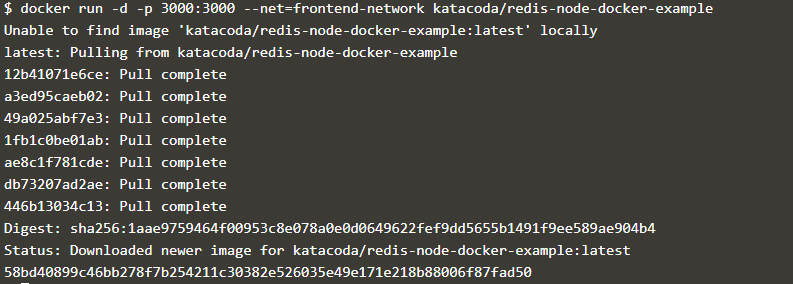 $ docker run -d -p 3000:3000 --net=frontend-network katacoda/redis-node-docker-example
Unable to find image 'katacoda/redis-node-docker-example:latest' locally
latest: Pulling from katacoda/redis-node-docker-example
12b41071e6ce: Pull complete
a3ed95caeb02: Pull complete
49a025abf7e3: Pull complete
1fb1c0be01ab: Pull complete
ae8c1f781cde: Pull complete
db73207ad2ae: Pull complete
446b13034c13: Pull complete
Digest: sha256:1aae9759464f00953c8e078a0e0d0649622fef9dd5655b1491f9ee589ae904b4
Status: Downloaded newer image for katacoda/redis-node-docker-example:latest
58bd40899c46bb278f7b254211c30382e526035e49e171e218b88006f87fad50